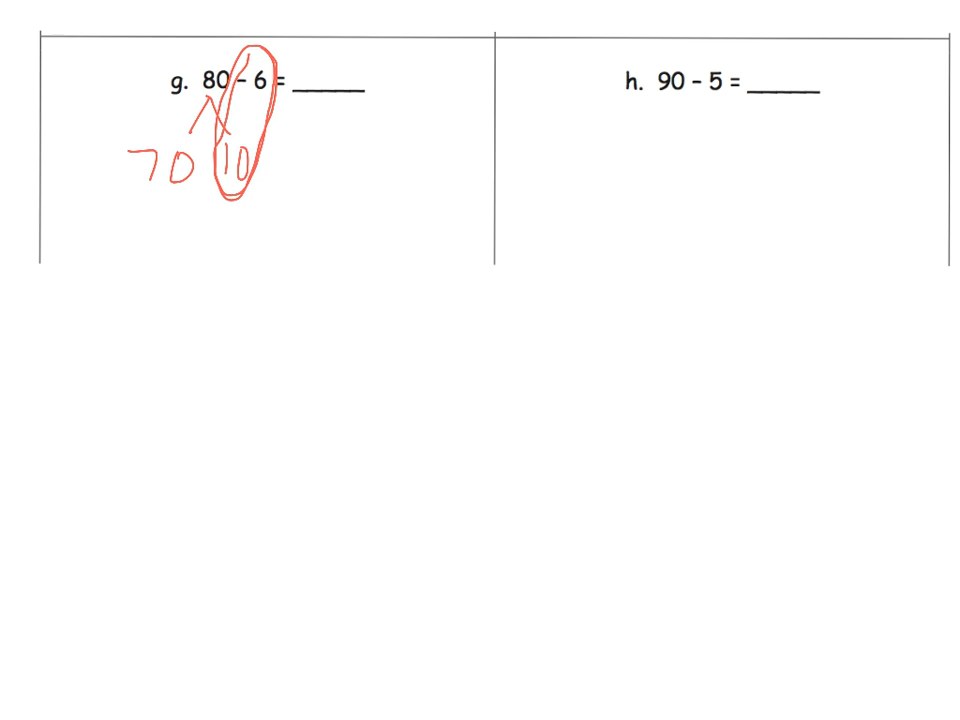 g. 80 - 6 = ______
70 10
h. 90 - 5 = ______